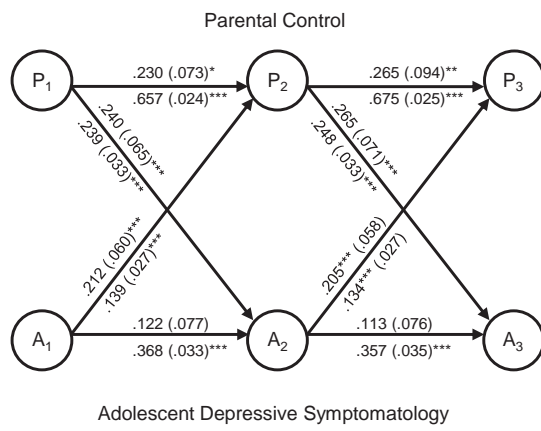 Parental Control
P1
.230 (.073)*
.657 (.024)***
P2
.265 (.094)**
.675 (.025)***
P3
.240 (.065)***
.239 (.033)***
.265 (.071)***
.248 (.033)***
.212 (.060)***
.139 (.027)***
.205*** (.058)
.134*** (.027)
A1
.122 (.077)
.368 (.033)***
A2
.113 (.076)
.357 (.035)***
A3
Adolescent Depressive Symptomatology